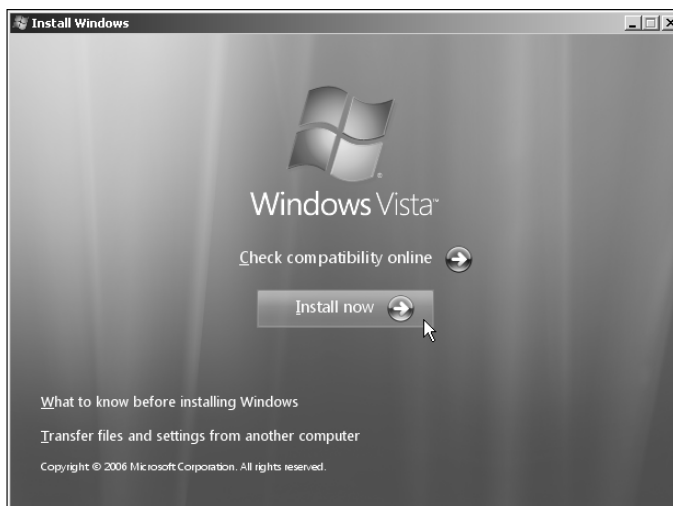 Install Windows
Windows Vista™
Check compatibility online
Install now
What to know before installing Windows
Transfer files and settings from another computer
Copyright © 2006 Microsoft Corporation. All rights reserved.